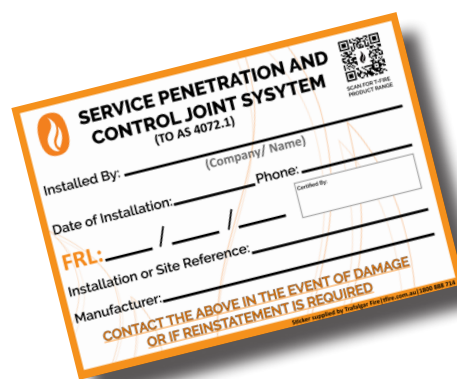 SERVICE PENETRATION AND
CONTROL JOINT SYSYTEM
(TO AS 4072.1)
SCAN FOR T-FIRE
PRODUCT RANGE
Installed By:
(Company/ Name)
Date of Installation:
Phone:
FRL: / /
Certified By:
Installation or Site Reference:
Manufacturer:
CONTACT THE ABOVE IN THE EVENT OF DAMAGE
OR IF REINSTATEMENT IS REQUIRED
Sticker supplied by Trafalgar Fire|tfire.com.au|1800 888 714